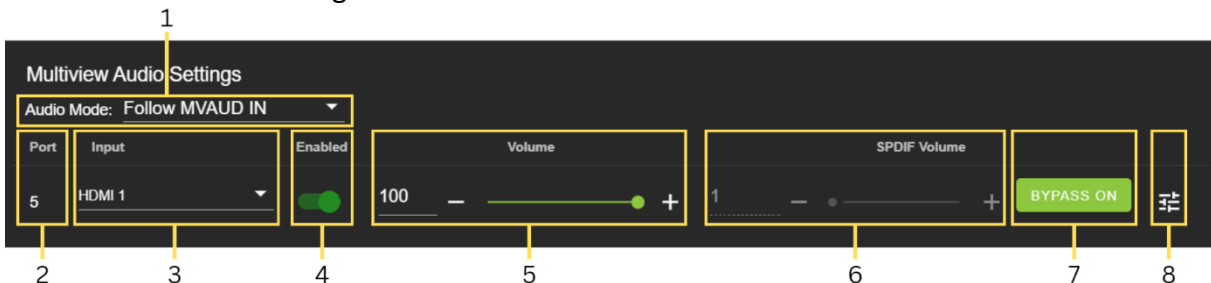 1
Multiview Audio Settings
Audio Mode: Follow MVAUD IN
Port Input Enabled Volume SPDIF Volume
5 HDMI 1 100 − + 1 − + BYPASS ON
2 3 4 5 6 7 8